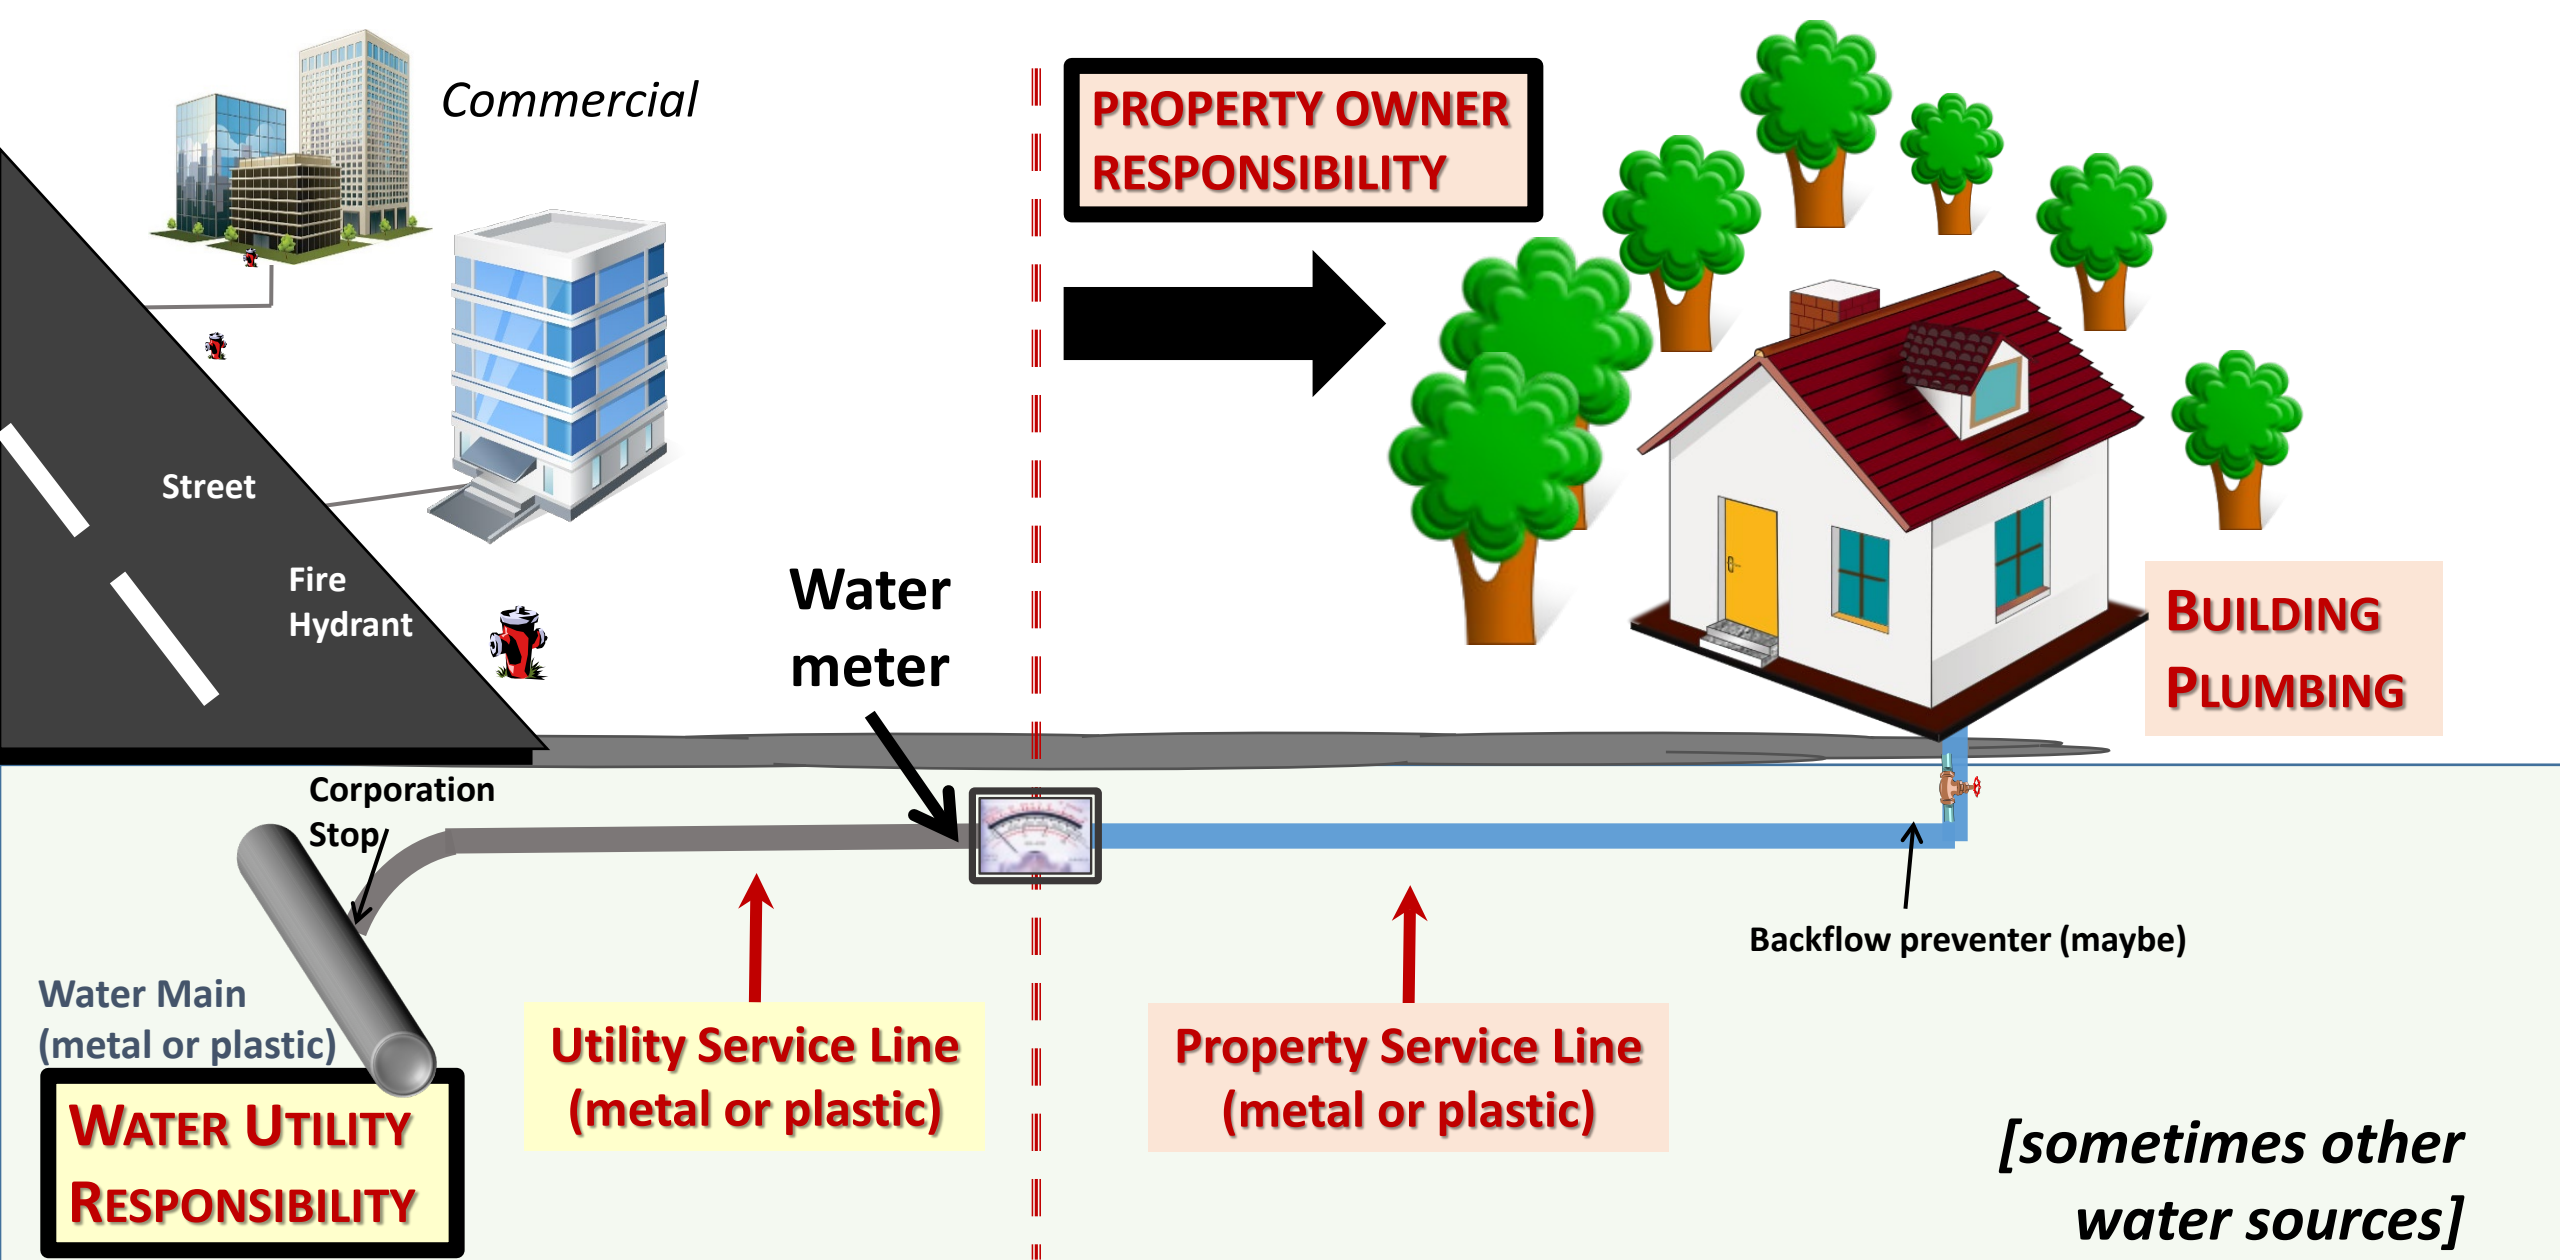 Commercial
PROPERTY OWNER
RESPONSIBILITY
Street
Fire
Hydrant
Water
meter
BUILDING
PLUMBING
Corporation
Stop
Backflow preventer (maybe)
Water Main
(metal or plastic)
Utility Service Line
(metal or plastic)
Property Service Line
(metal or plastic)
WATER UTILITY
RESPONSIBILITY
[sometimes other
water sources]